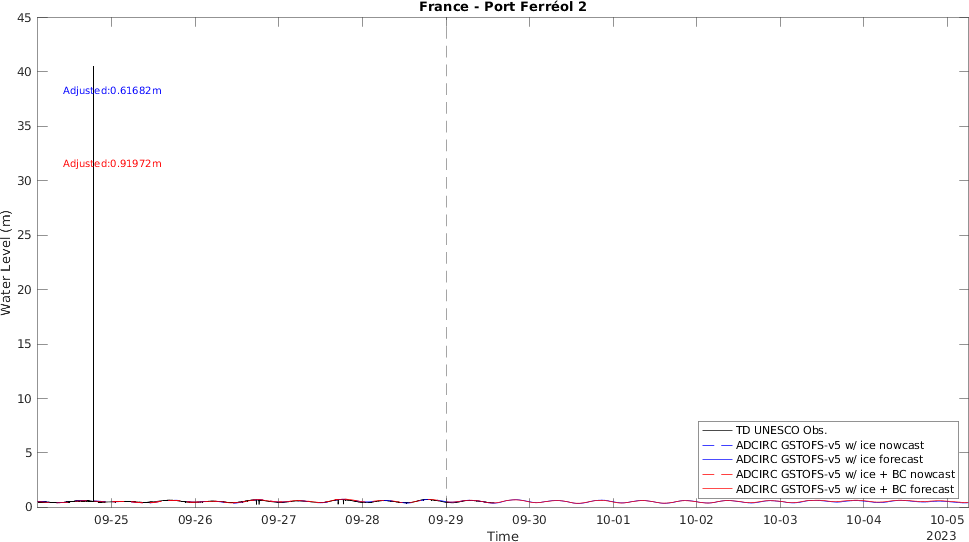 France - Port Ferréol 2
45
40
35
30
25
20
15
10
5
0
Water Level (m)
Adjusted:0.61682m
Adjusted:0.91972m
TD UNESCO Obs.
ADCIRC GSTOFS-v5 w/ ice nowcast
ADCIRC GSTOFS-v5 w/ ice forecast
ADCIRC GSTOFS-v5 w/ ice + BC nowcast
ADCIRC GSTOFS-v5 w/ ice + BC forecast
09-25 09-26 09-27 09-28 09-29 09-30 10-01 10-02 10-03 10-04 10-05
2023
Time